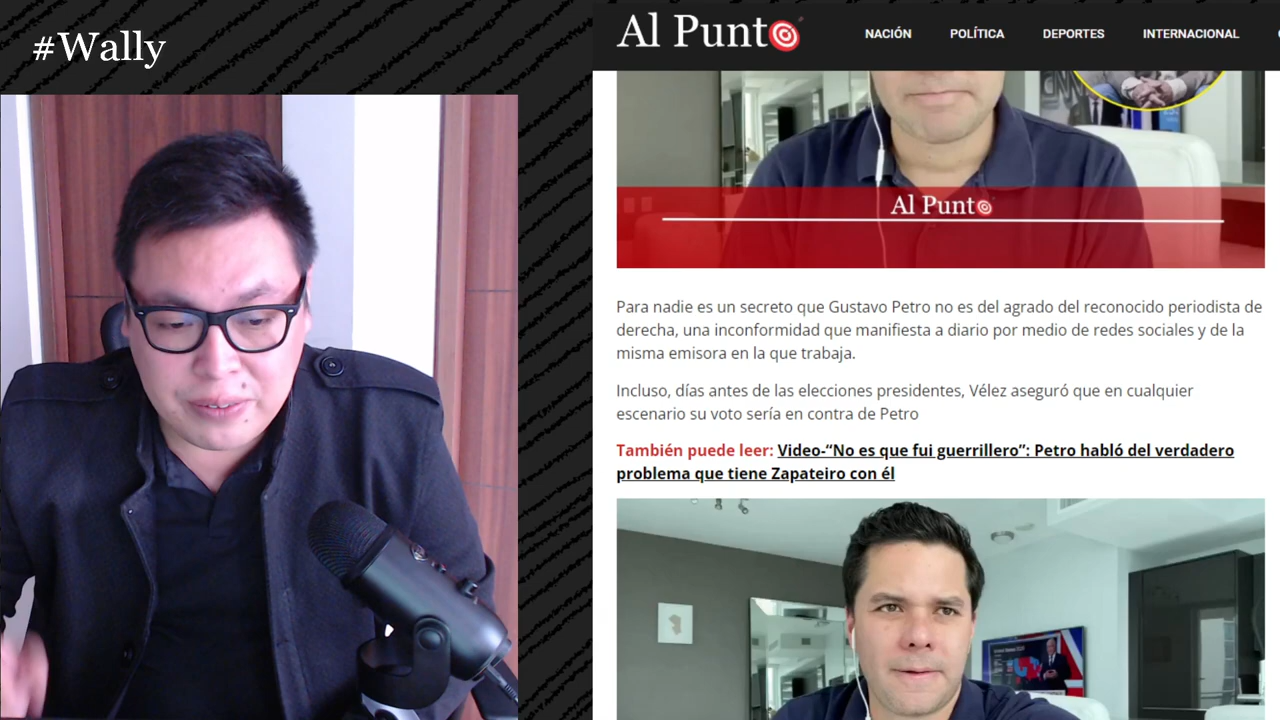 #Wally
Al Punto
NACIÓN
POLÍTICA
DEPORTES
INTERNACIONAL
CNN
Al Punto
Para nadie es un secreto que Gustavo Petro no es del agrado del reconocido periodista de
derecha, una inconformidad que manifiesta a diario por medio de redes sociales y de la
misma emisora en la que trabaja.
Incluso, días antes de las elecciones presidentes, Vélez aseguró que en cualquier
escenario su voto sería en contra de Petro
También puede leer: Video-“No es que fui guerrillero”: Petro habló del verdadero
problema que tiene Zapateiro con él